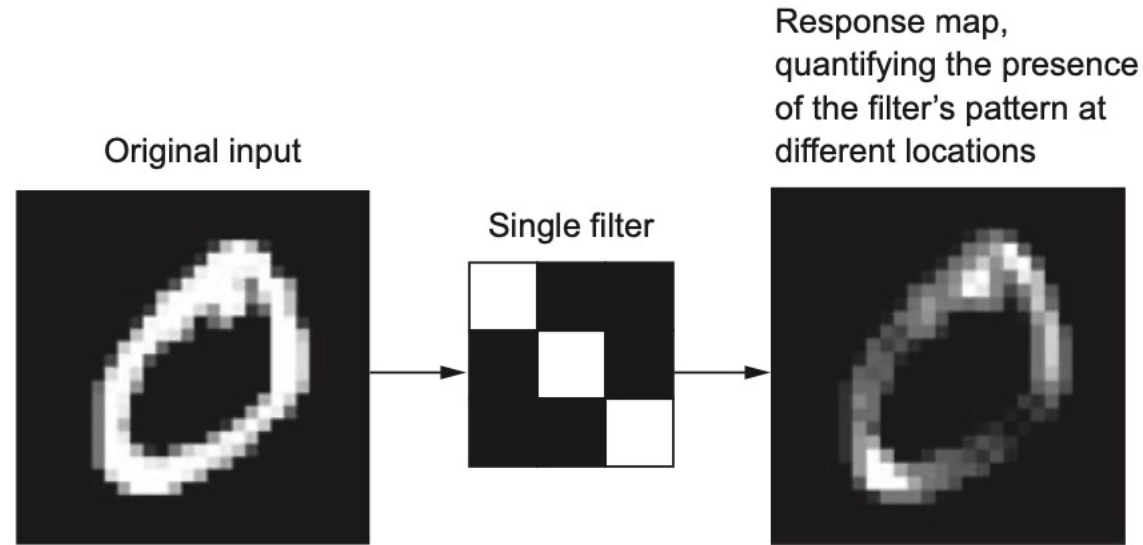 Original input
Single filter
Response map,
quantifying the presence
of the filter's pattern at
different locations